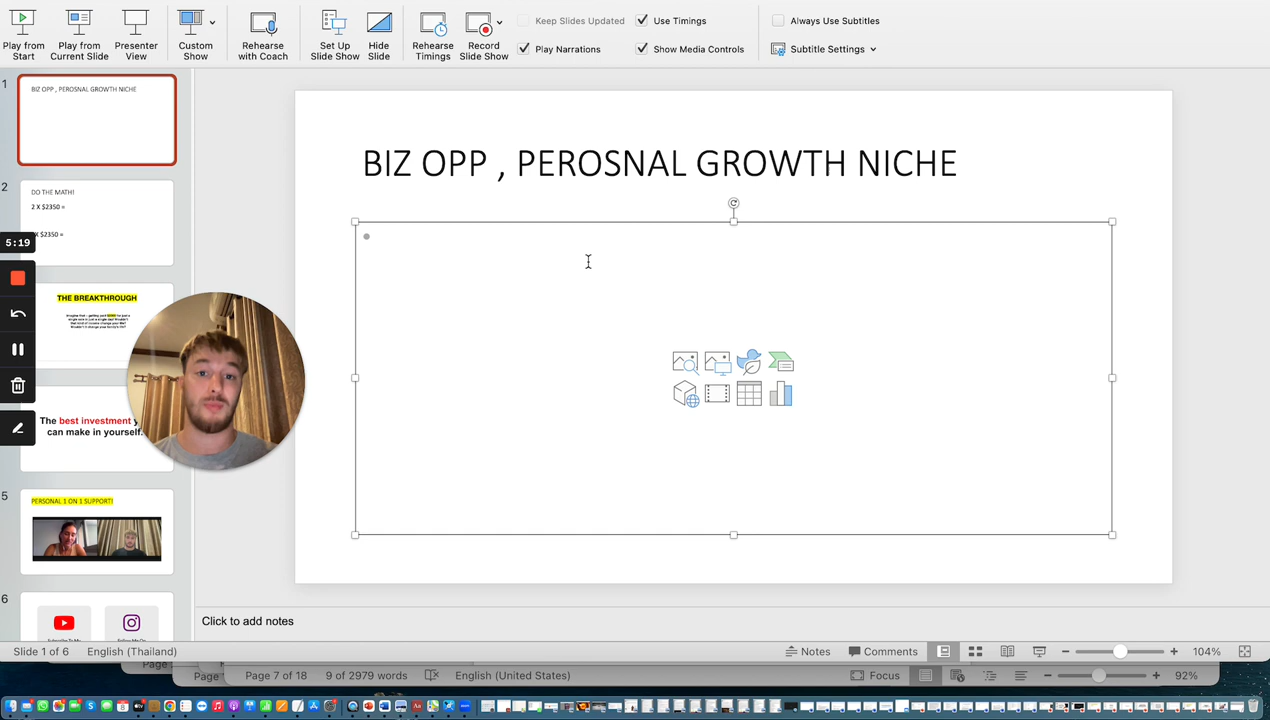 Play from Start
Play from Current Slide
Presenter View
Custom Show
Rehearse with Coach
Set Up Slide Show
Hide Slide
Rehearse Timings
Record Slide Show
Keep Slides Updated
Use Timings
Play Narrations
Show Media Controls
Always Use Subtitles
Subtitle Settings
1
BIZ OPP , PEROSNAL GROWTH NICHE
2
DO THE MATH!
2 X $2350 =
X $2350 =
5:19
THE BREAKTHROUGH
The best investment
can make in yourself.
5
PERSONAL 1 ON 1 SUPPORT!
6
BIZ OPP , PEROSNAL GROWTH NICHE
Click to add notes
Slide 1 of 6
English (Thailand)
Notes
Comments
104%
Page
Page
Page 7 of 18
9 of 2979 words
English (United States)
Focus
92%